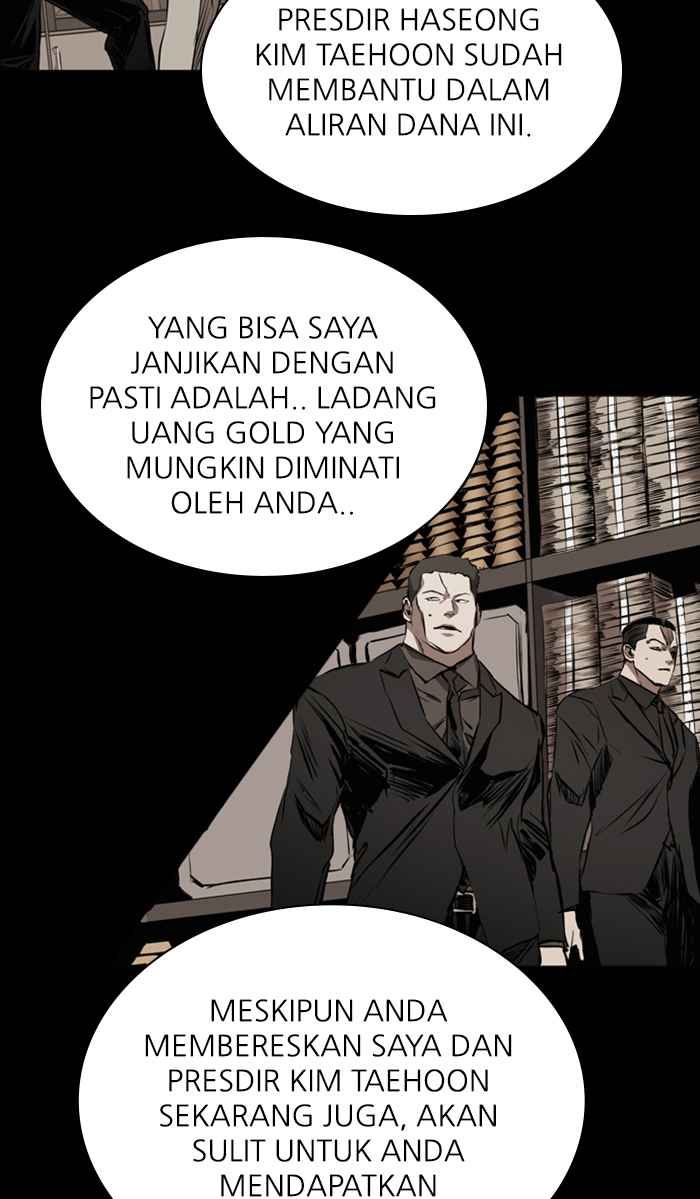 PRESDIR HASEONG
KIM TAEHOON SUDAH
MEMBANTU DALAM
ALIRAN DANA INI.
YANG BISA SAYA
JANJIKAN DENGAN
PASTI ADALAH.. LADANG
UANG GOLD YANG
MUNGKIN DIMINATI
OLEH ANDA..
MESKIPUN ANDA
MEMBERESKAN SAYA DAN
PRESDIR KIM TAEHOON
SEKARANG JUGA, AKAN
SULIT UNTUK ANDA
MENDAPATKAN